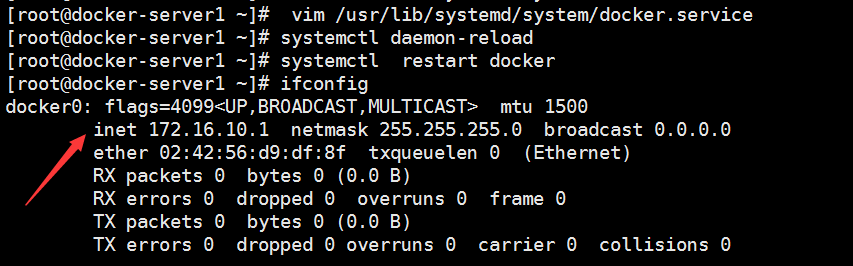 [root@docker-server1 ~]#  vim /usr/lib/systemd/system/docker.service
[root@docker-server1 ~]# systemctl daemon-reload
[root@docker-server1 ~]# systemctl  restart docker
[root@docker-server1 ~]# ifconfig
docker0: flags=4099<UP,BROADCAST,MULTICAST>  mtu 1500
        inet 172.16.10.1  netmask 255.255.255.0  broadcast 0.0.0.0
        ether 02:42:56:d9:df:8f  txqueuelen 0  (Ethernet)
        RX packets 0  bytes 0 (0.0 B)
        RX errors 0  dropped 0  overruns 0  frame 0
        TX packets 0  bytes 0 (0.0 B)
        TX errors 0  dropped 0 overruns 0  carrier 0  collisions 0